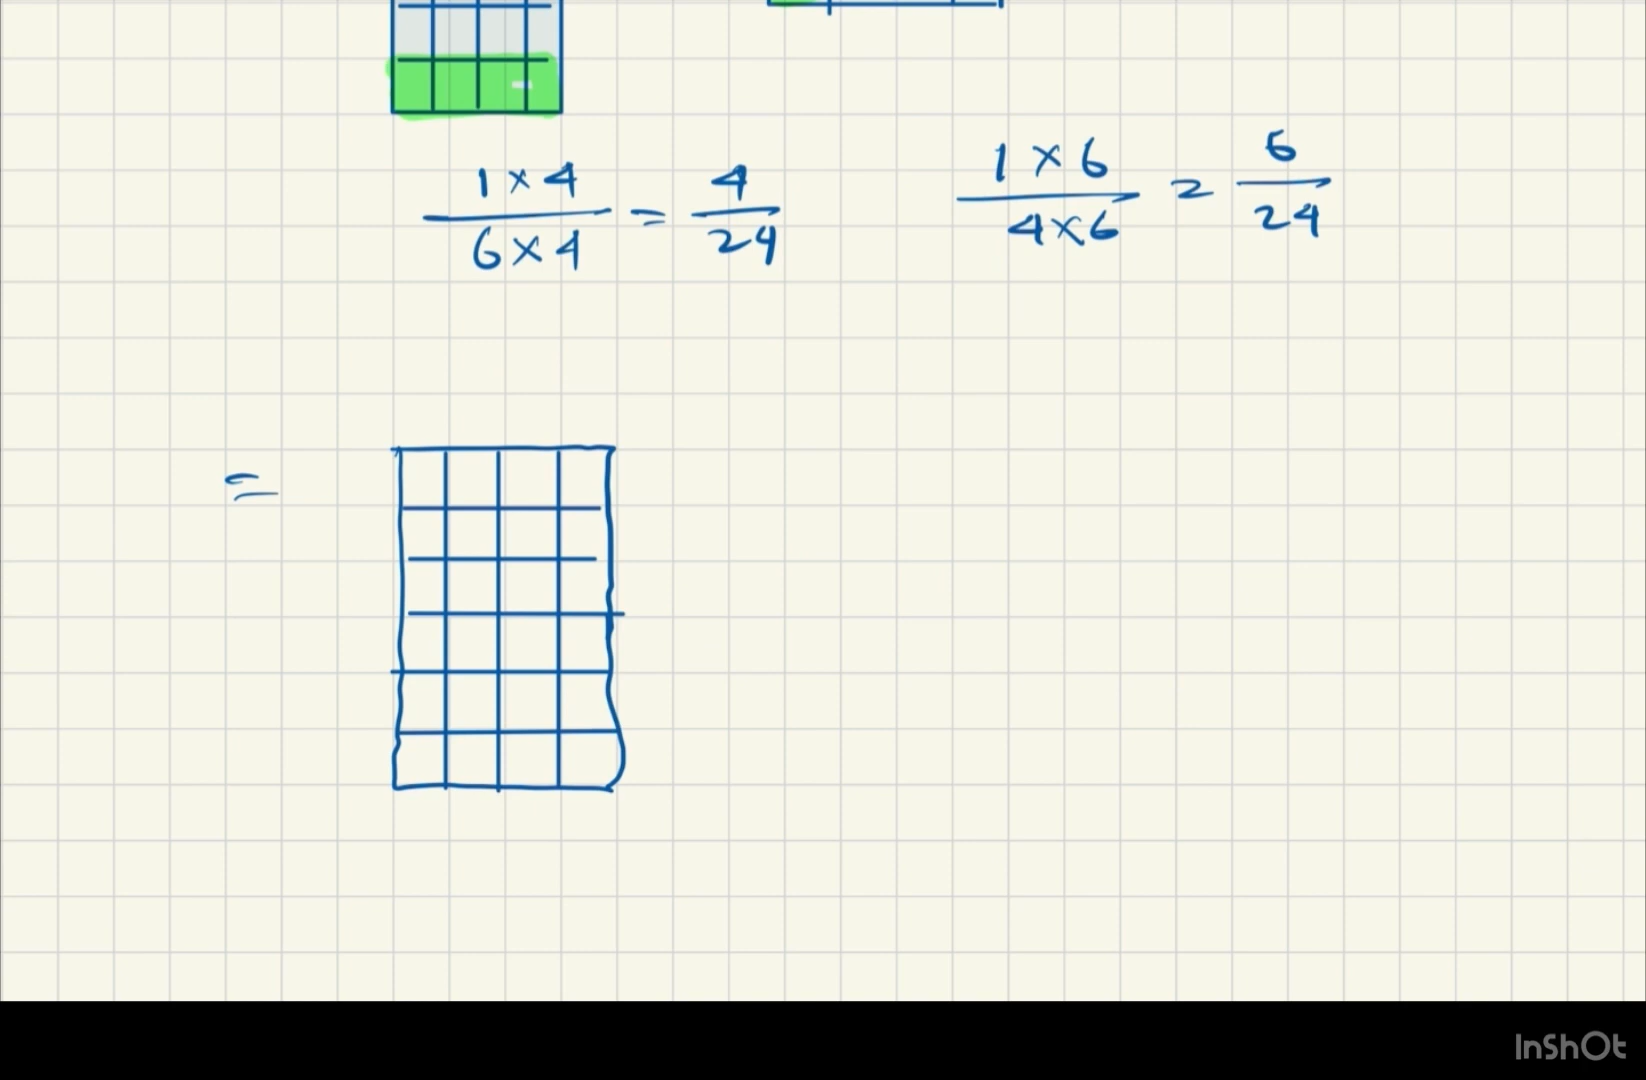 1 × 4 / 6 × 4 = 4 / 24
1 × 6 / 4 × 6 = 6 / 24
=
InShOt